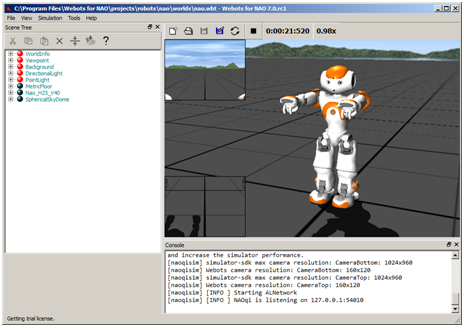 C:\Program Files\Webots for NAO\projects\robots\nao\worlds\nao.wbt - Webots for NAO 7.0.rc1
File View Simulation Tools Help
Scene Tree
0:00:21:520 0.98x
WorldInfo
Viewpoint
Background
DirectionalLight
PointLight
MetricFloor
Nao_H25_V40
SphericalSkyDome
Console
and increase the simulator performance.
[naoqisim] simulator-sdk max camera resolution: CameraBottom: 1024x960
[naoqisim] Webots camera resolution: CameraBottom: 160x120
[naoqisim] simulator-sdk max camera resolution: CameraTop: 1024x960
[naoqisim] Webots camera resolution: CameraTop: 160x120
[naoqisim] [INFO ] Starting ALNetwork
[naoqisim] [INFO ] NAOqi is listening on 127.0.0.1:54010
Getting trial license.